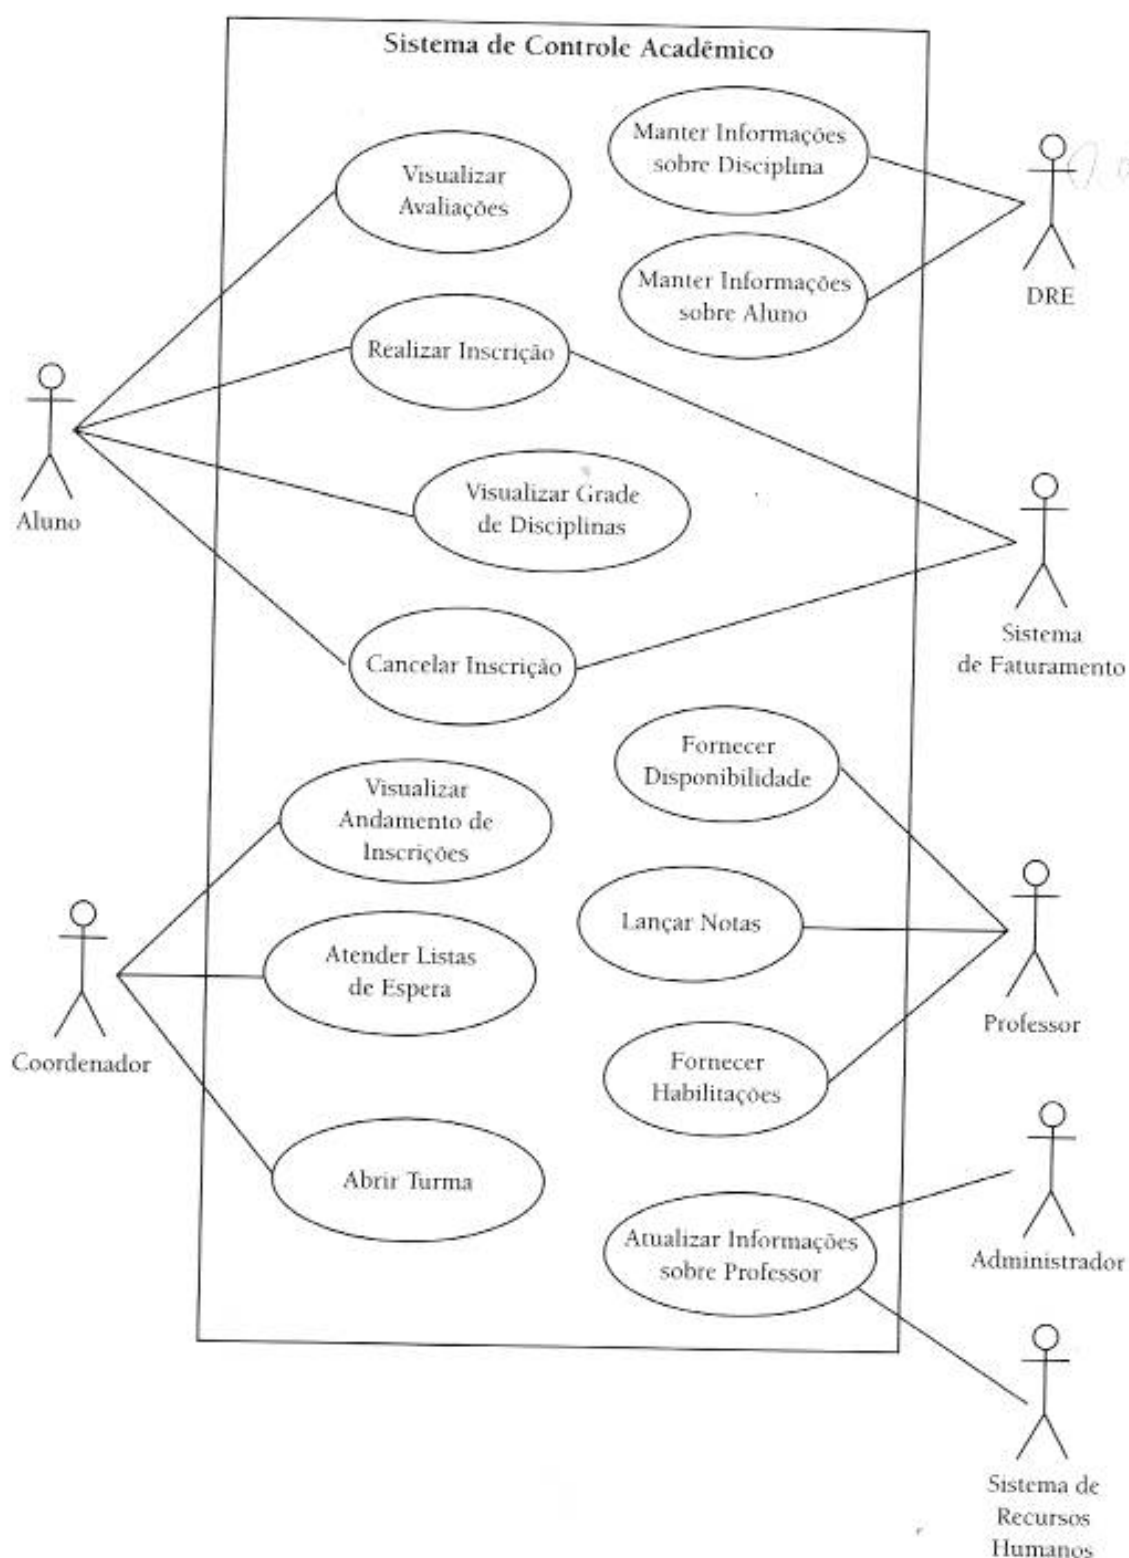 Sistema de Controle Acadêmico
Visualizar
Avaliações
Manter Informações
sobre Disciplina
Manter Informações
sobre Aluno
DRE
Realizar Inscrição
Aluno
Visualizar Grade
de Disciplinas
Cancelar Inscrição
Sistema
de Faturamento
Fornecer
Disponibilidade
Visualizar
Andamento de
Inscrições
Lançar Notas
Atender Listas
de Espera
Professor
Coordenador
Fornecer
Habilitações
Abrir Turma
Atualizar Informações
sobre Professor
Administrador
Sistema de
Recursos
Humanos